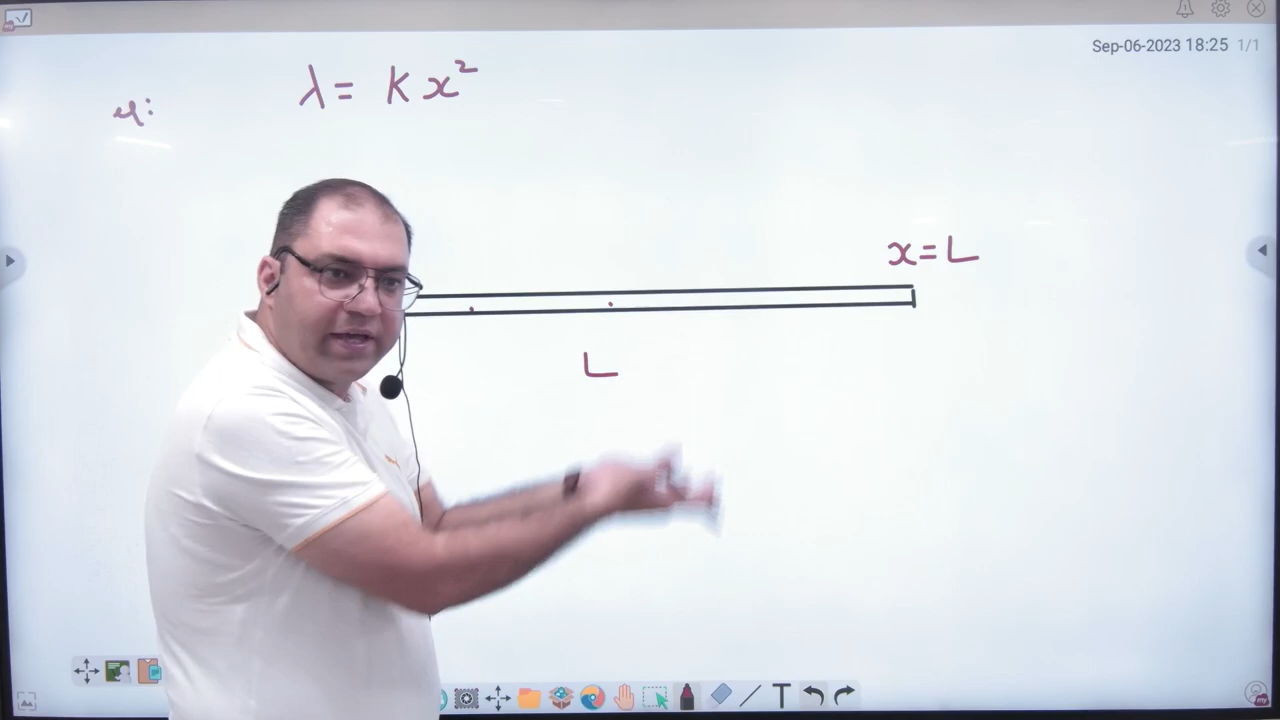 Sep-06-2023 18:25 1/1
λ = K x²
x = L
L